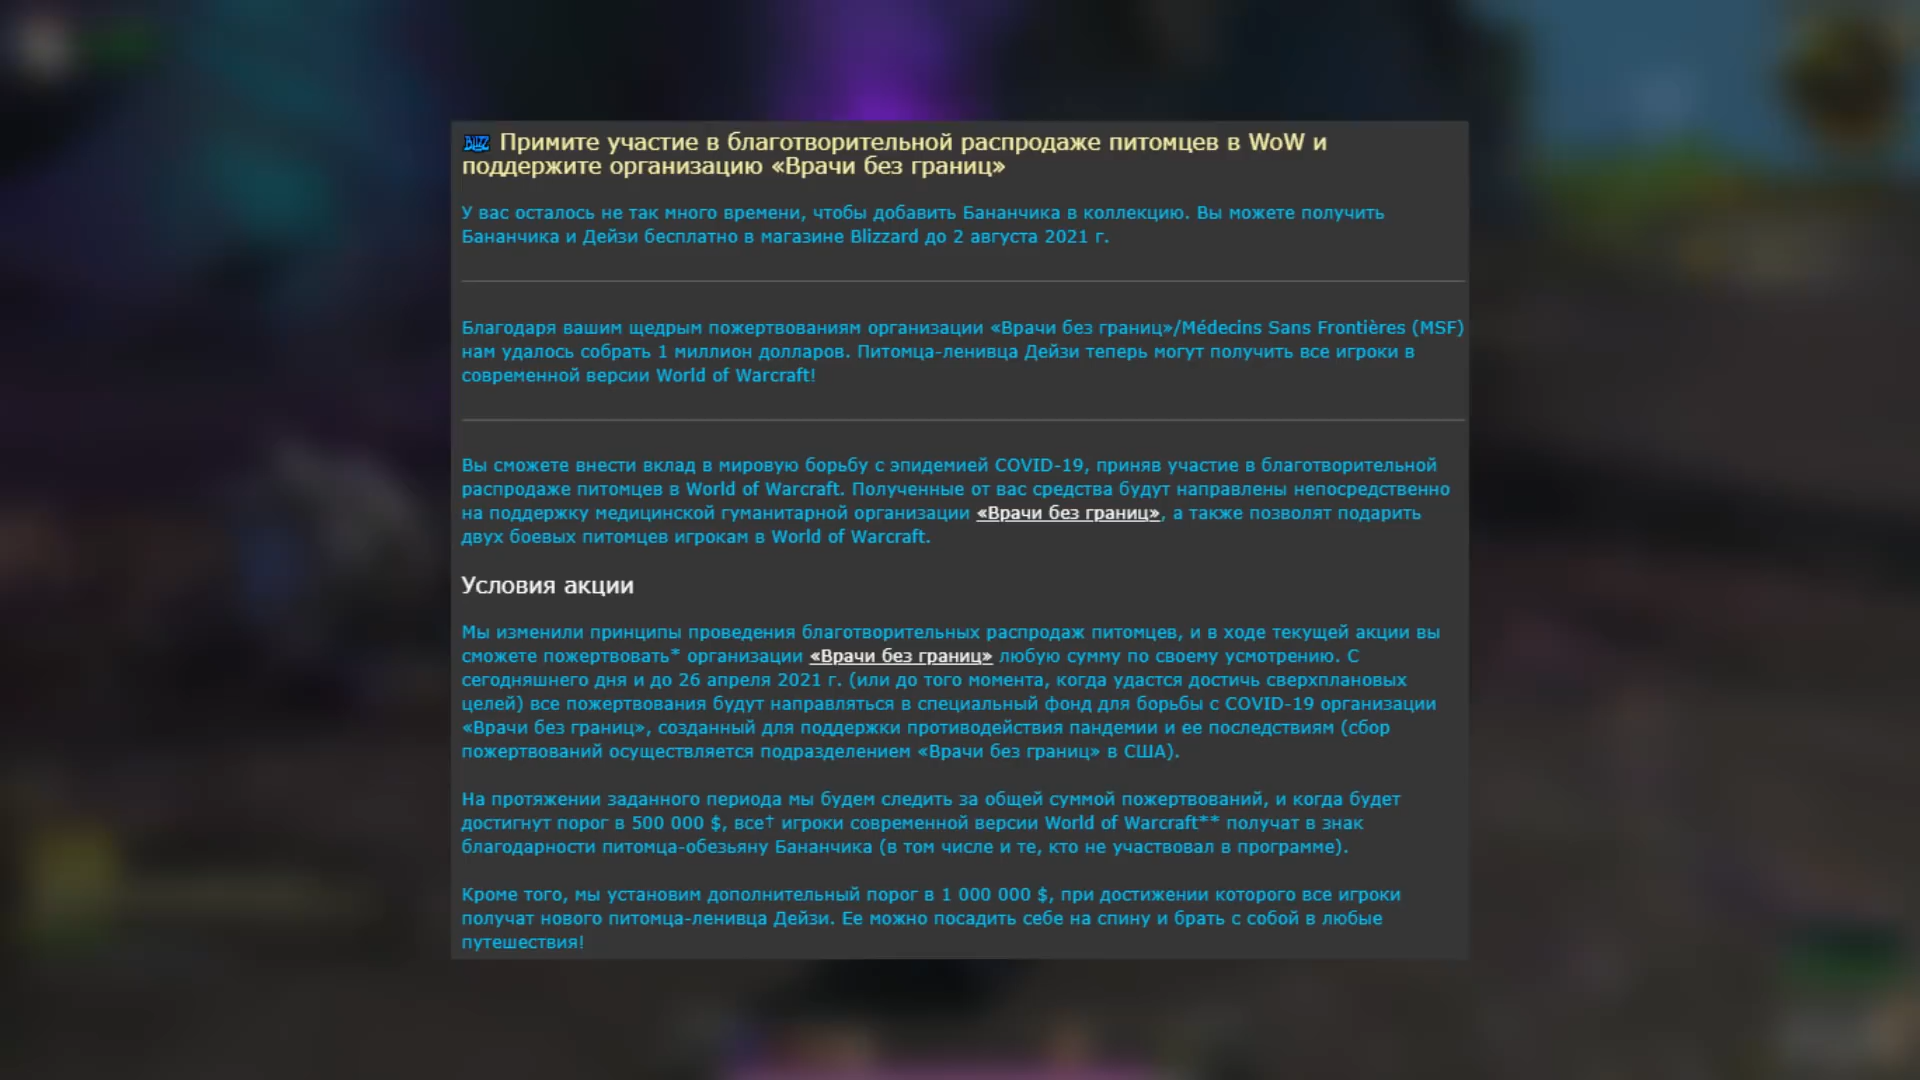 BLIZZ Примите участие в благотворительной распродаже питомцев в WoW и
поддержите организацию «Врачи без границ»
У вас осталось не так много времени, чтобы добавить Бананчика в коллекцию. Вы можете получить
Бананчика и Дейзи бесплатно в магазине Blizzard до 2 августа 2021 г.
Благодаря вашим щедрым пожертвованиям организации «Врачи без границ»/Médecins Sans Frontières (MSF)
нам удалось собрать 1 миллион долларов. Питомца-ленивца Дейзи теперь могут получить все игроки в
современной версии World of Warcraft!
Вы сможете внести вклад в мировую борьбу с эпидемией COVID-19, приняв участие в благотворительной
распродаже питомцев в World of Warcraft. Полученные от вас средства будут направлены непосредственно
на поддержку медицинской гуманитарной организации «Врачи без границ», а также позволят подарить
двух боевых питомцев игрокам в World of Warcraft.
Условия акции
Мы изменили принципы проведения благотворительных распродаж питомцев, и в ходе текущей акции вы
сможете пожертвовать* организации «Врачи без границ» любую сумму по своему усмотрению. С
сегодняшнего дня и до 26 апреля 2021 г. (или до того момента, когда удастся достичь сверхплановых
целей) все пожертвования будут направляться в специальный фонд для борьбы с COVID-19 организации
«Врачи без границ», созданный для поддержки противодействия пандемии и ее последствиям (сбор
пожертвований осуществляется подразделением «Врачи без границ» в США).
На протяжении заданного периода мы будем следить за общей суммой пожертвований, и когда будет
достигнут порог в 500 000 $, все† игроки современной версии World of Warcraft** получат в знак
благодарности питомца-обезьяну Бананчика (в том числе и те, кто не участвовал в программе).
Кроме того, мы установим дополнительный порог в 1 000 000 $, при достижении которого все игроки
получат нового питомца-ленивца Дейзи. Ее можно посадить себе на спину и брать с собой в любые
путешествия!